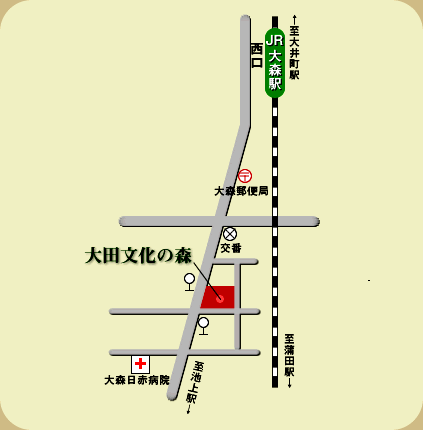 ←至大井町駅
JR大森駅
西口
大森郵便局
交番
大田文化の森
至蒲田駅→
大森日赤病院
至池上駅→